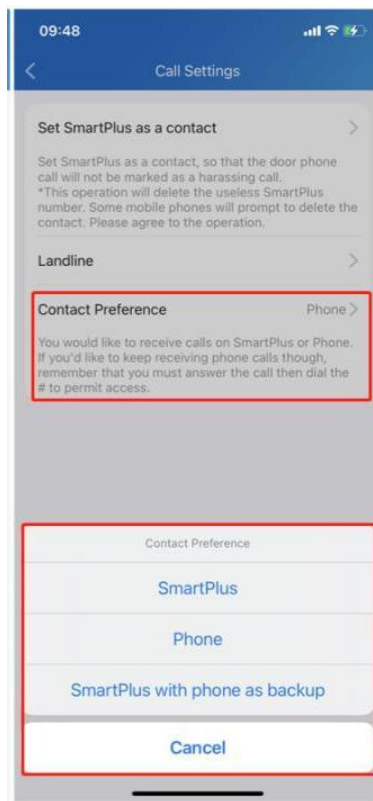 09:48
Call Settings
Set SmartPlus as a contact
Set SmartPlus as a contact, so that the door phone
call will not be marked as a harassing call.
*This operation will delete the useless SmartPlus
number. Some mobile phones will prompt to delete the
contact. Please agree to the operation.
Landline
Contact Preference Phone
You would like to receive calls on SmartPlus or Phone.
If you'd like to keep receiving phone calls though,
remember that you must answer the call then dial the
# to permit access.
Contact Preference
SmartPlus
Phone
SmartPlus with phone as backup
Cancel